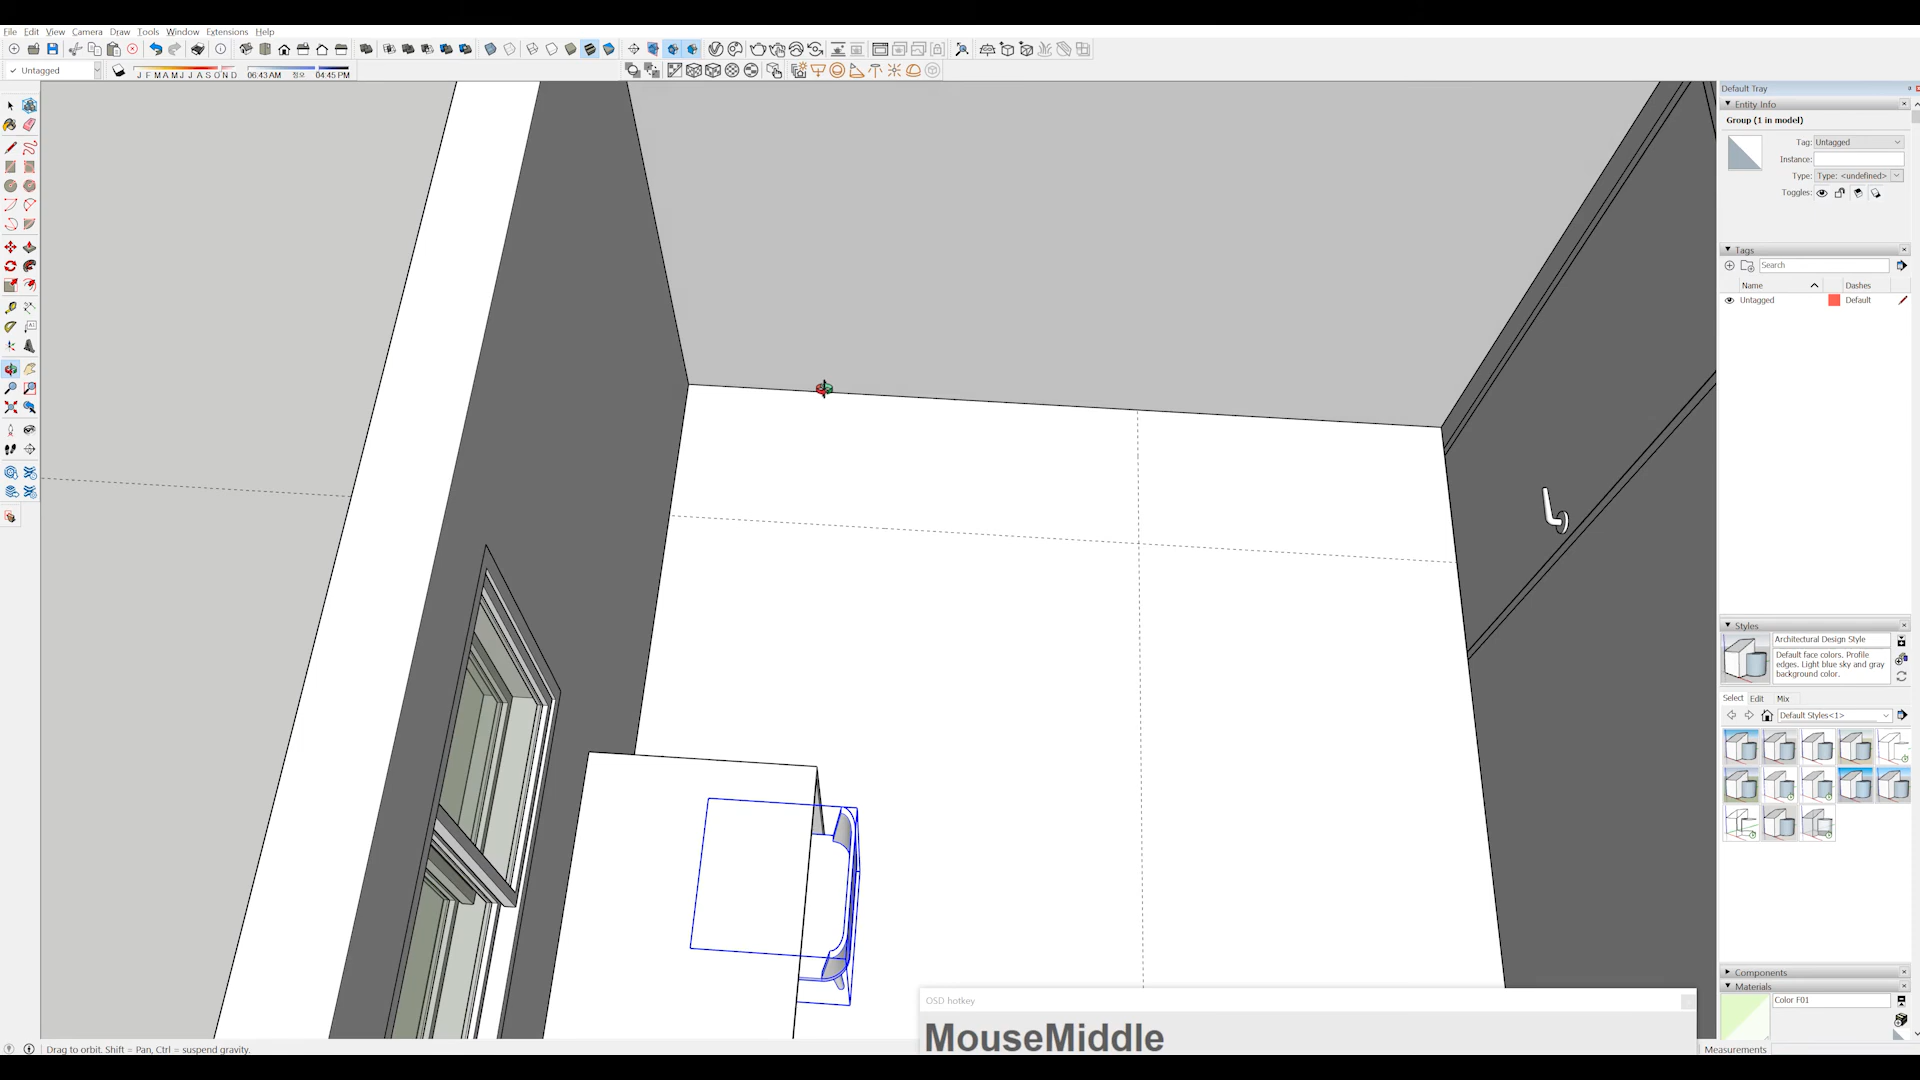 File Edit View Camera Draw Tools Window Extensions Help
Untagged
J F M A M J J A S O N D 06:43 AM 정오 04:45 PM
Default Tray
Entity Info
Group (1 in model)
Tag: Untagged
Instance:
Type: Type: <undefined>
Toggles:
Tags
Search
Name Dashes
Untagged Default
Styles
Architectural Design Style
Default face colors. Profile
edges. Light blue sky and gray
background color.
Select Edit Mix
Default Styles<1>
Components
Materials
Color F01
OSD hotkey
MouseMiddle
Drag to orbit. Shift = Pan, Ctrl = suspend gravity.
Measurements